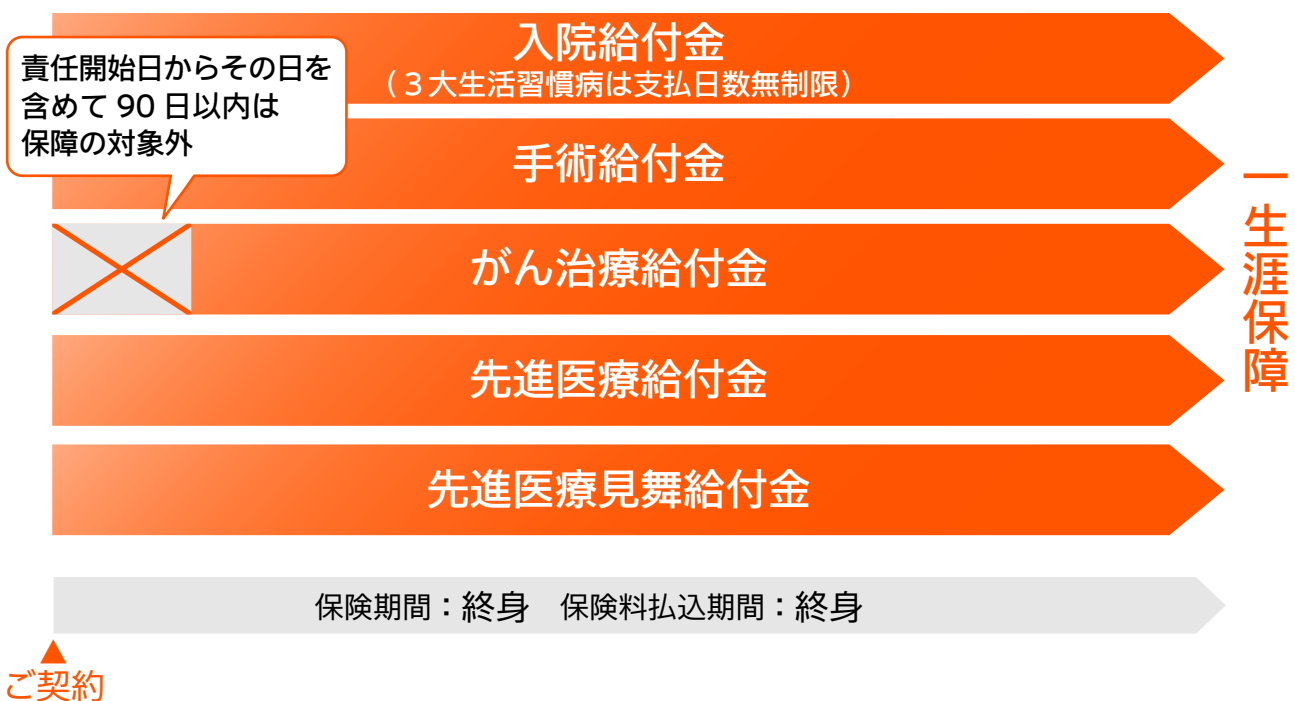 入院給付金
（３大生活習慣病は支払日数無制限）
責任開始日からその日を
含めて 90 日以内は
保障の対象外
手術給付金
がん治療給付金
先進医療給付金
先進医療見舞給付金
一生涯保障
保険期間：終身　保険料払込期間：終身
▲
ご契約